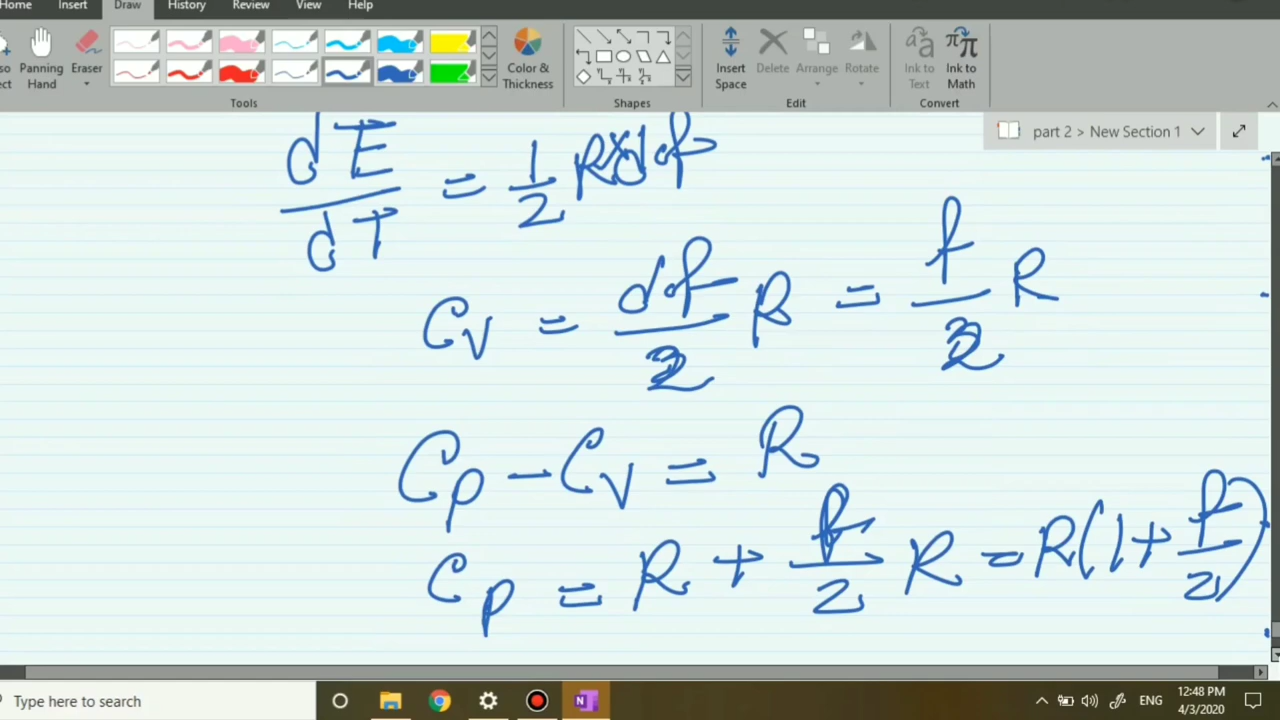 Home Insert Draw History Review View Help
Panning Hand
Eraser
Tools
Color & Thickness
Shapes
Insert Space
Delete
Arrange
Rotate
Edit
Ink to Text
Ink to Math
Convert
part 2 > New Section 1
dE/dT = 1/2 R×df
Cv = df/2 R = f/2 R
Cp - Cv = R
Cp = R + f/2 R = R(1 + f/2)
Type here to search
ENG
12:48 PM
4/3/2020